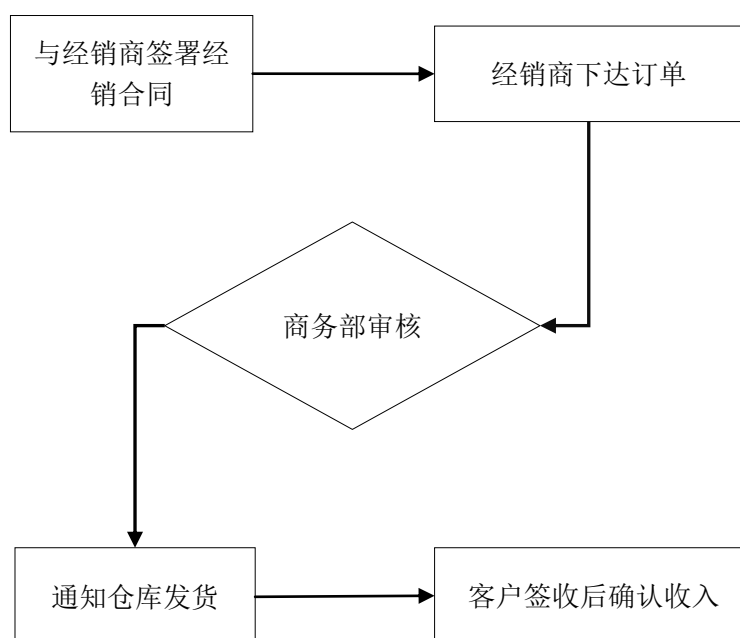 与经销商签署经
销合同
经销商下达订单
商务部审核
通知仓库发货
客户签收后确认收入